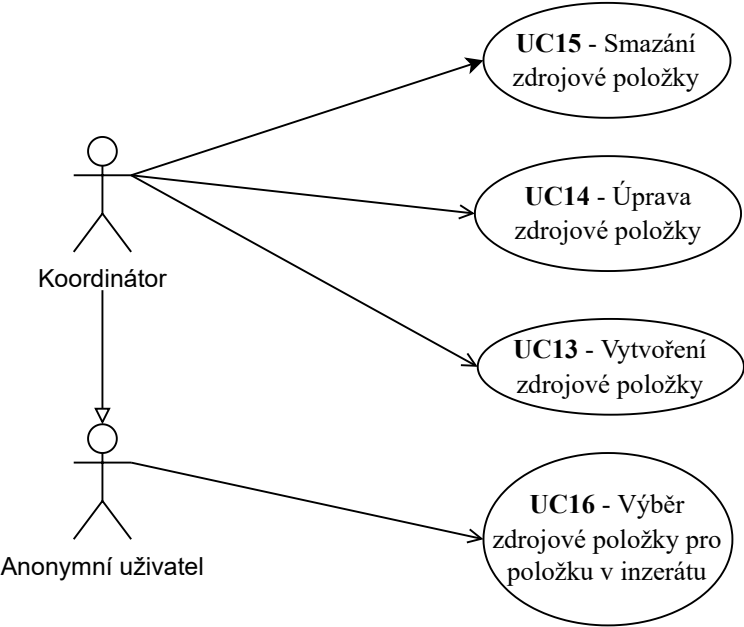 UC15 - Smazání
zdrojové položky
UC14 - Úprava
zdrojové položky
Koordinátor
UC13 - Vytvoření
zdrojové položky
UC16 - Výběr
zdrojové položky pro
položku v inzerátu
Anonymní uživatel